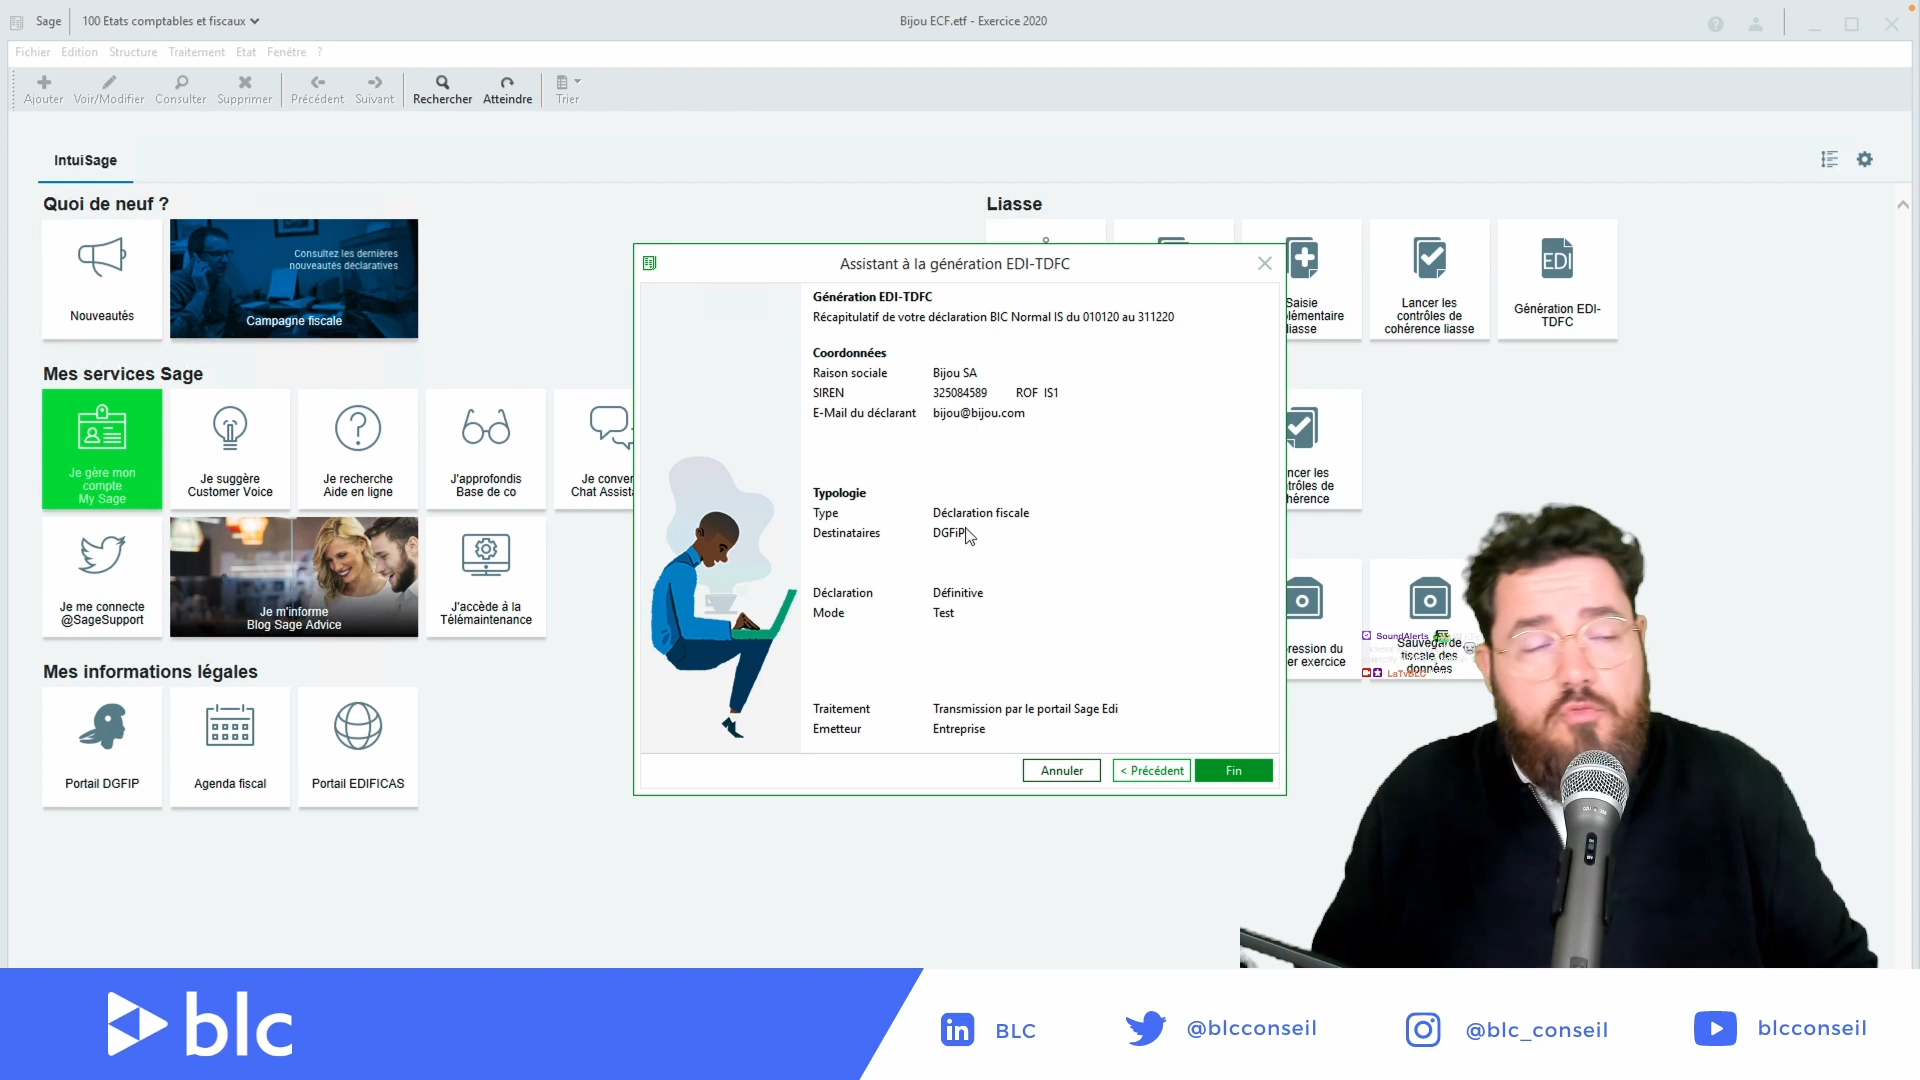 Sage
100 Etats comptables et fiscaux
Bijou ECF.etf - Exercice 2020
Fichier Edition Structure Traitement Etat Fenêtre ?
Ajouter Voir/Modifier Consulter Supprimer Précédent Suivant Rechercher Atteindre Trier
IntuiSage
Quoi de neuf ?
Nouveautés
Consultez les dernières
nouveautés déclaratives
Campagne fiscale
Mes services Sage
Je gère mon
compte
My Sage
Je suggère
Customer Voice
Je recherche
Aide en ligne
J'approfondis
Base de co
Je conver
Chat Assist
Je me connecte
@SageSupport
Je m'informe
Blog Sage Advice
J'accède à la
Télémaintenance
Mes informations légales
Portail DGFIP
Agenda fiscal
Portail EDIFICAS
Liasse
Saisie
lémentaire
liasse
Lancer les
contrôles de
cohérence liasse
EDI
Génération EDI-
TDFC
ncer les
trôles de
hérence
ression du
er exercice
Sauvegarde
fiscale des
données
SoundAlerts
LaTvBLC
Assistant à la génération EDI-TDFC
Génération EDI-TDFC
Récapitulatif de votre déclaration BIC Normal IS du 010120 au 311220
Coordonnées
Raison sociale Bijou SA
SIREN 325084589 ROF IS1
E-Mail du déclarant bijou@bijou.com
Typologie
Type Déclaration fiscale
Destinataires DGFiP
Déclaration Définitive
Mode Test
Traitement Transmission par le portail Sage Edi
Emetteur Entreprise
Annuler < Précédent Fin
blc
in BLC
@blcconseil
@blc_conseil
blcconseil